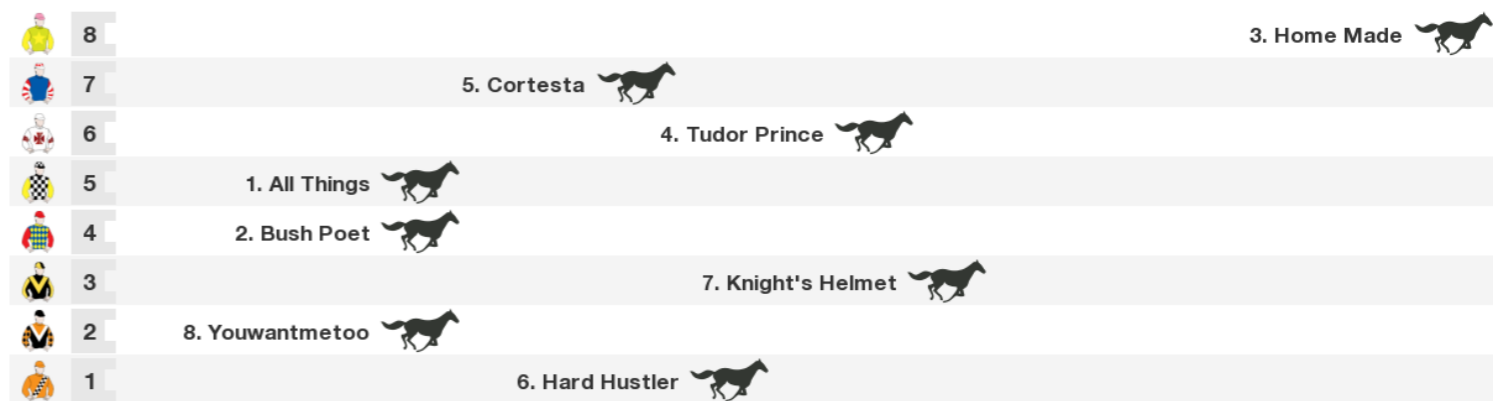 8 3. Home Made
7 5. Cortesta
6 4. Tudor Prince
5 1. All Things
4 2. Bush Poet
3 7. Knight's Helmet
2 8. Youwantmetoo
1 6. Hard Hustler